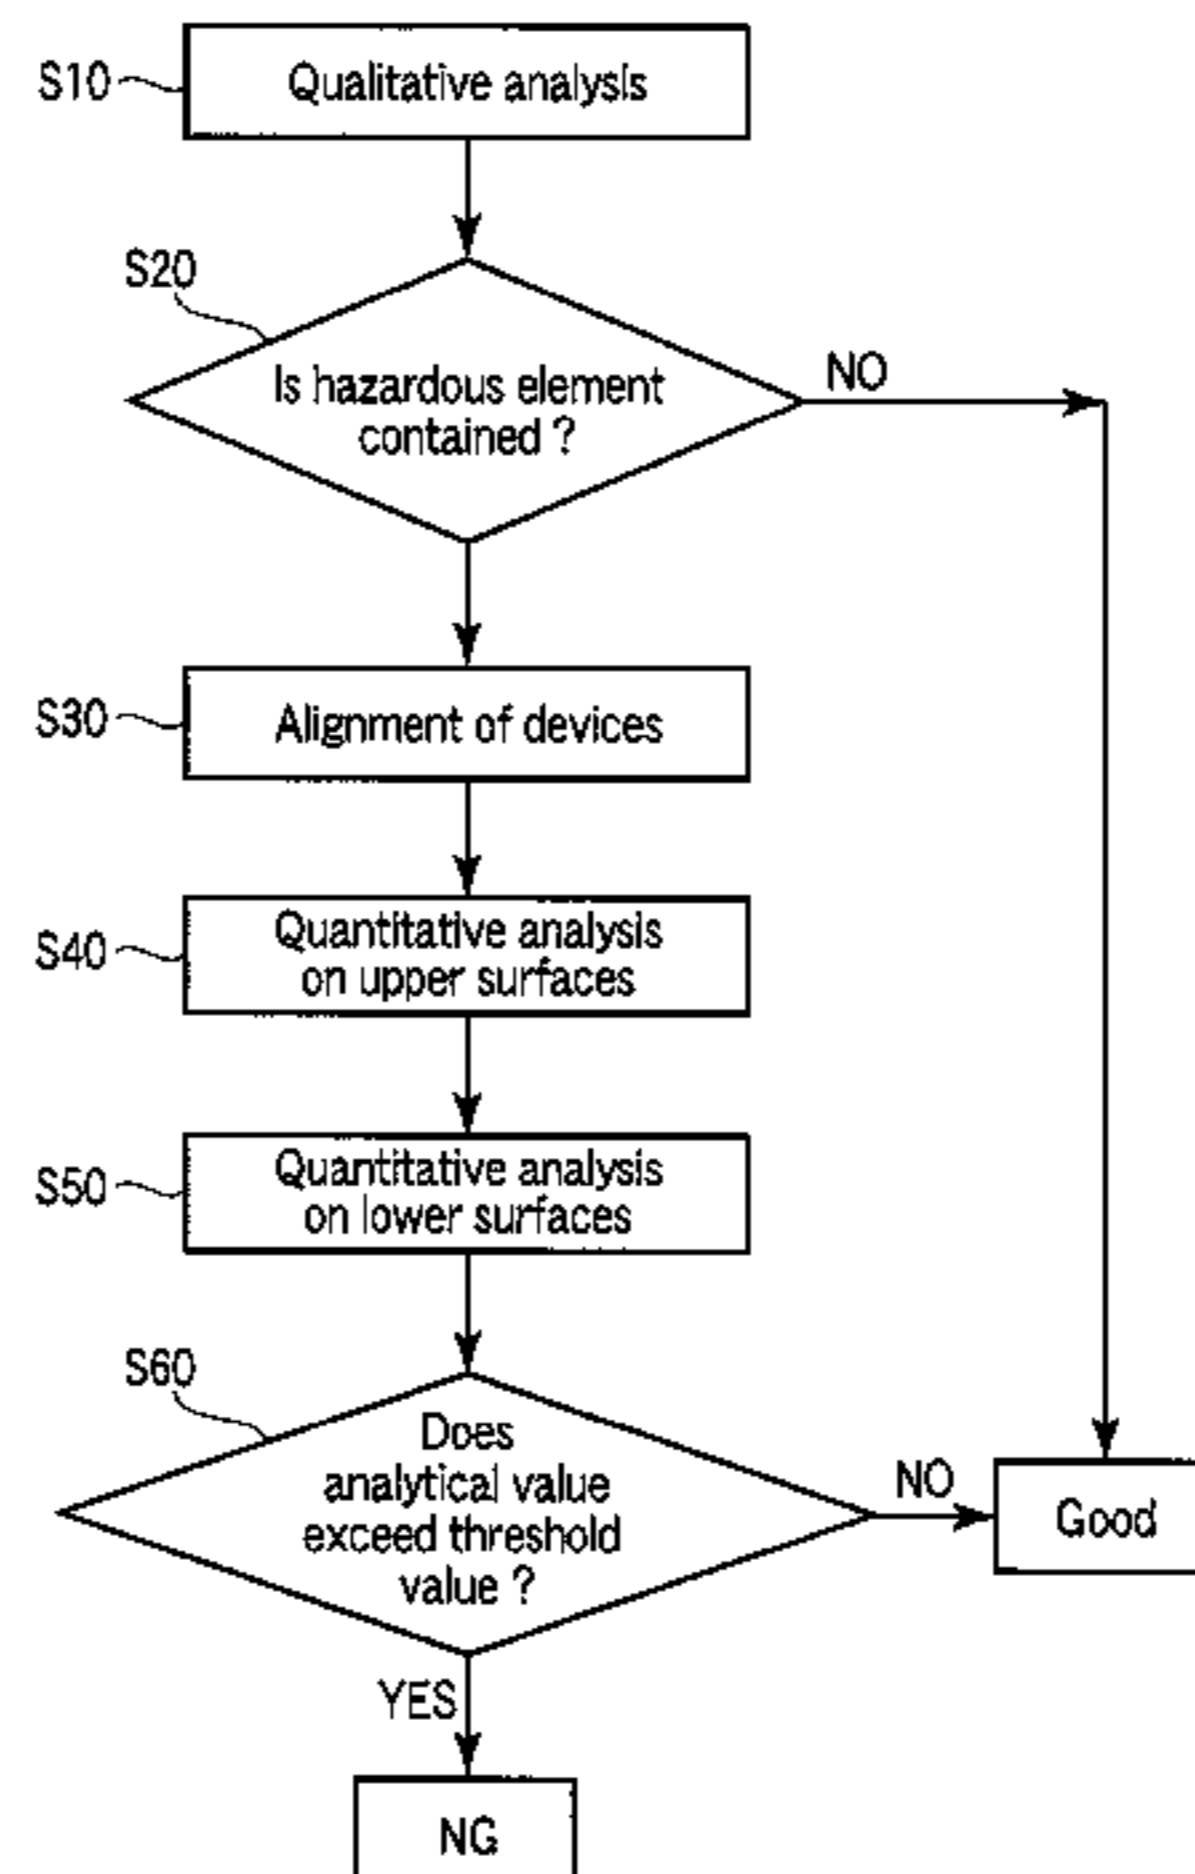 S10
Qualitative analysis
S20
Is hazardous element
contained ?
NO
S30
Alignment of devices
S40
Quantitative analysis
on upper surfaces
S50
Quantitative analysis
on lower surfaces
S60
Does
analytical value
exceed threshold
value ?
NO
Good
YES
NG